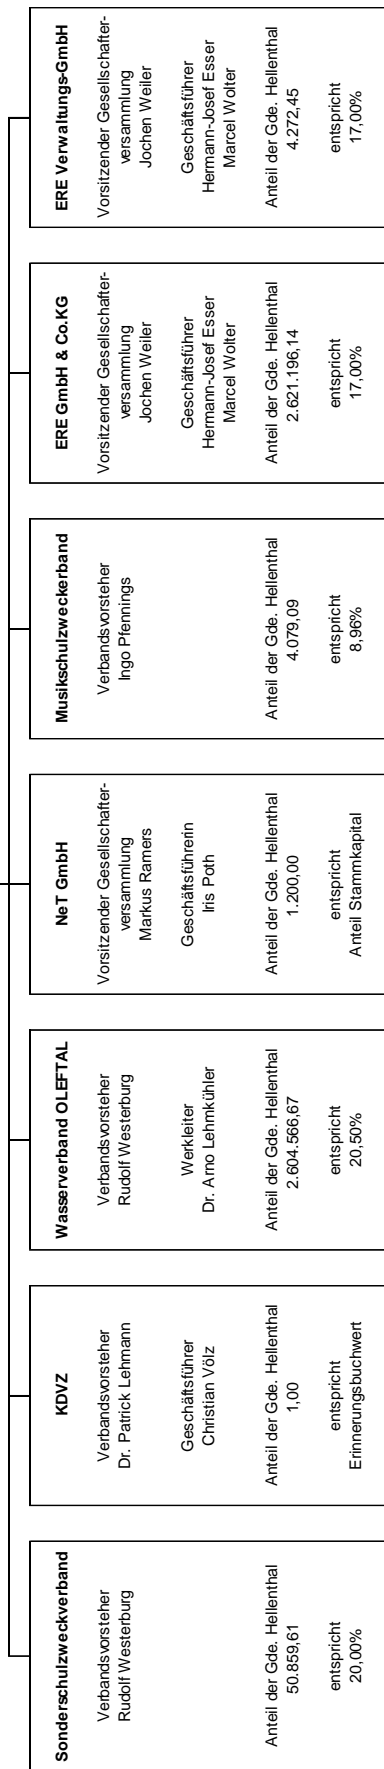 Sonderschulzweckverband
Verbandsvorsteher
Rudolf Westerburg
Anteil der Gde. Hellenthal
50.859,61
entspricht
20,00%
KDVZ
Verbandsvorsteher
Dr. Patrick Lehmann
Geschäftsführer
Christian Völz
Anteil der Gde. Hellenthal
1,00
entspricht
Erinnerungsbuchwert
Wasserverband OLEFTAL
Verbandsvorsteher
Rudolf Westerburg
Werkleiter
Dr. Arno Lehmkühler
Anteil der Gde. Hellenthal
2.604.566,67
entspricht
20,50%
NeT GmbH
Vorsitzender Gesellschafter-
versammlung
Markus Ramers
Geschäftsführerin
Iris Poth
Anteil der Gde. Hellenthal
1.200,00
entspricht
Anteil Stammkapital
Musikschulzweckerband
Verbandsvorsteher
Ingo Pfennings
Anteil der Gde. Hellenthal
4.079,09
entspricht
8,96%
ERE GmbH & Co.KG
Vorsitzender Gesellschafter-
versammlung
Jochen Weiler
Geschäftsführer
Hermann-Josef Esser
Marcel Wolter
Anteil der Gde. Hellenthal
2.621.196,14
entspricht
17,00%
ERE Verwaltungs-GmbH
Vorsitzender Gesellschafter-
versammlung
Jochen Weiler
Geschäftsführer
Hermann-Josef Esser
Marcel Wolter
Anteil der Gde. Hellenthal
4.272,45
entspricht
17,00%